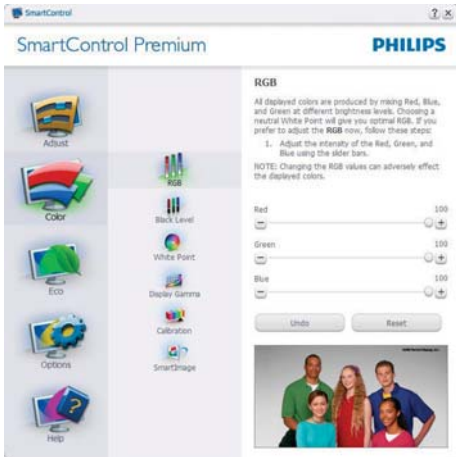 SmartControl
SmartControl Premium
PHILIPS
Adjust
Color
Eco
Options
Help
RGB
Black Level
White Point
Display Gamma
Calibration
SmartImage
RGB
All displayed colors are produced by mixing Red, Blue,
and Green at different brightness levels. Choosing a
neutral White Point will give you optimal RGB. If you
prefer to adjust the RGB now, follow these steps:
1. Adjust the intensity of the Red, Green, and
Blue using the slider bars.
NOTE: Changing the RGB values can adversely effect
the displayed colors.
Red 100
Green 100
Blue 100
Undo Reset